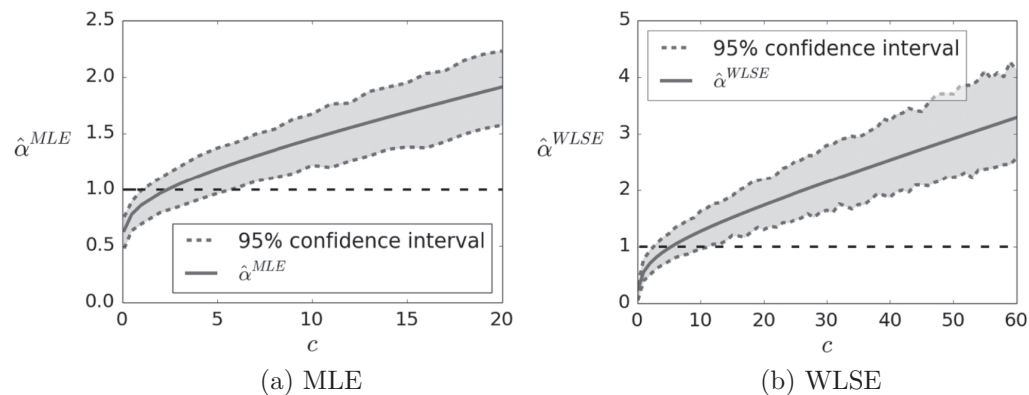 2.5
2.0
1.5
1.0
0.5
0.0
α̂^MLE
95% confidence interval
α̂^MLE
0 5 10 15 20
c
(a) MLE
5
4
3
2
1
0
α̂^WLSE
95% confidence interval
α̂^WLSE
0 10 20 30 40 50 60
c
(b) WLSE